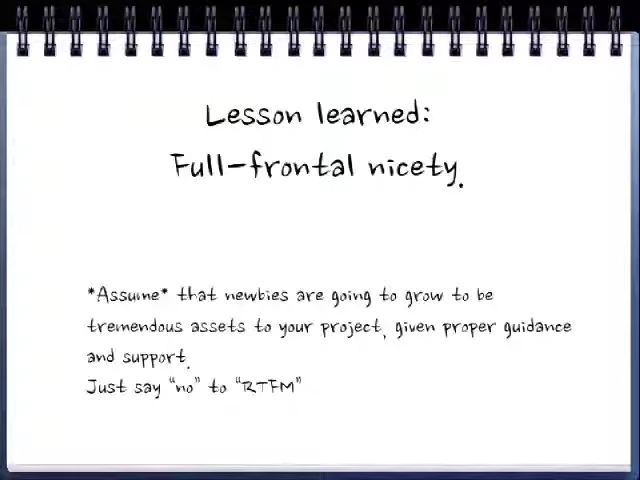 Lesson learned:
Full-frontal nicety.
*Assume* that newbies are going to grow to be
tremendous assets to your project, given proper guidance
and support.
Just say "no" to "RTFM"